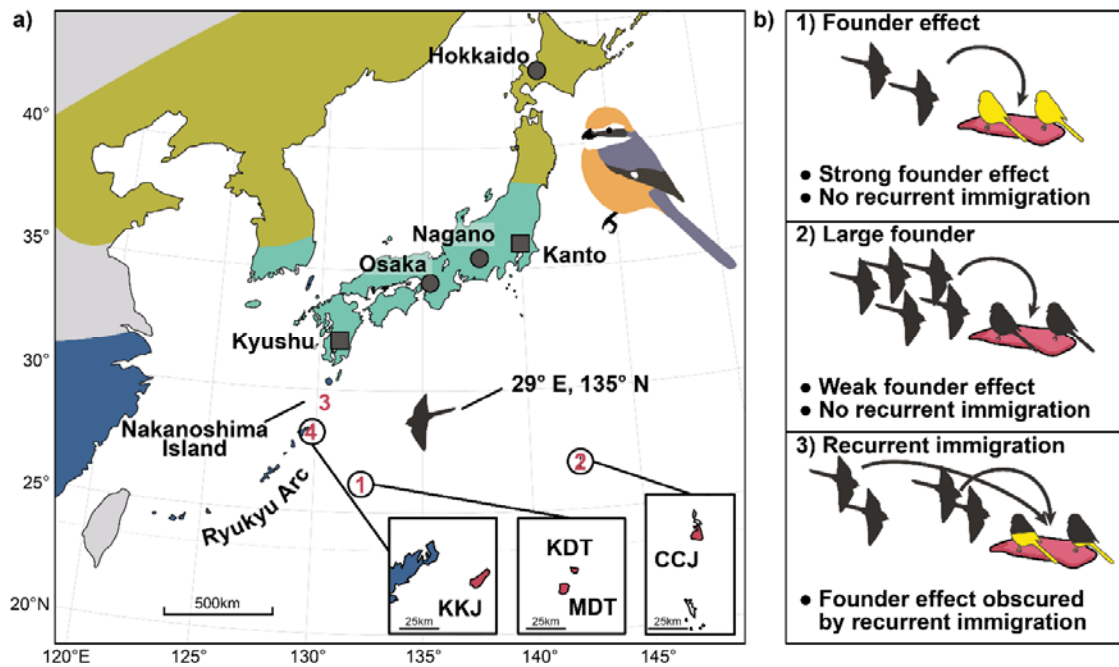 a)
Hokkaido
40°
35°
30°
25°
20°N
Nagano
Kanto
Osaka
Kyushu
29° E, 135° N
3
Nakanoshima
Island
4
1
2
Ryukyu Arc
500km
KKJ
25km
KDT
MDT
25km
CCJ
25km
120°E
125°
130°
135°
140°
145°
b)
1) Founder effect
● Strong founder effect
● No recurrent immigration
2) Large founder
● Weak founder effect
● No recurrent immigration
3) Recurrent immigration
● Founder effect obscured
by recurrent immigration